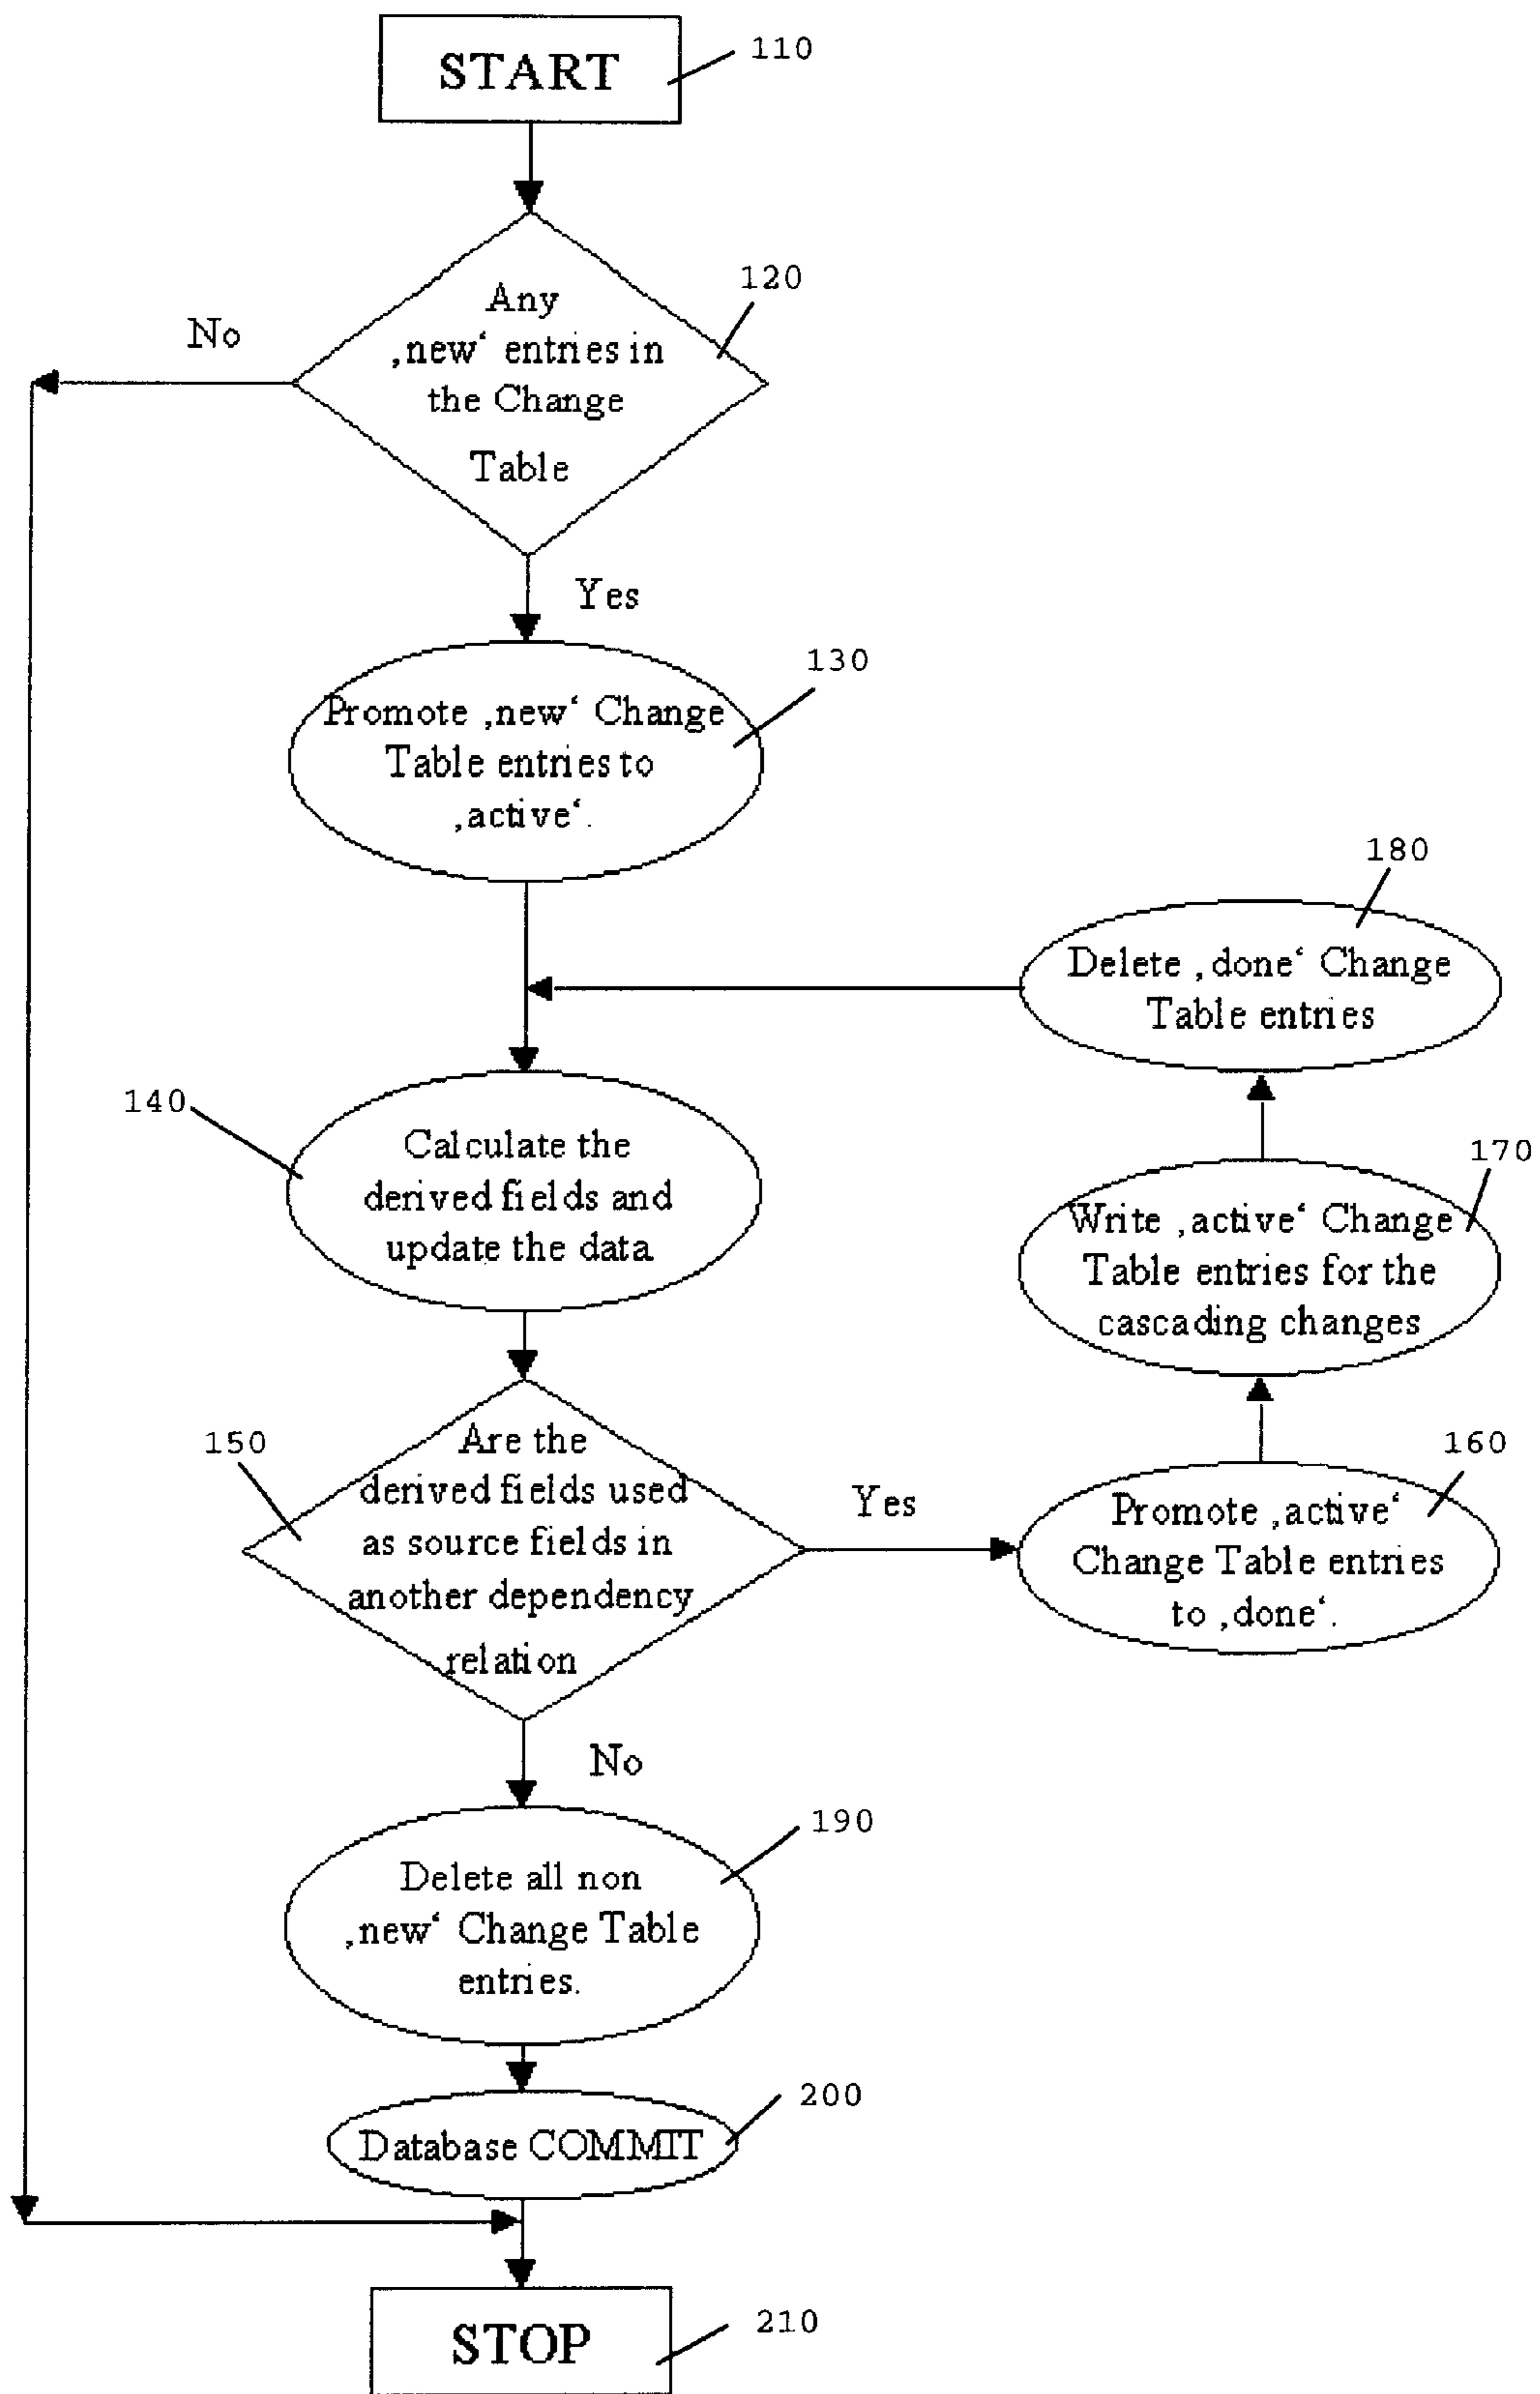 START
110
120
Any
‚new‘ entries in
the Change
Table
No
Yes
130
Promote ‚new‘ Change
Table entries to
‚active‘.
180
Delete ‚done‘ Change
Table entries
140
Calculate the
derived fields and
update the data
170
Write ‚active‘ Change
Table entries for the
cascading changes
150
Are the
derived fields used
as source fields in
another dependency
relation
Yes
160
Promote ‚active‘
Change Table entries
to ‚done‘.
No
190
Delete all non
‚new‘ Change Table
entries.
200
Database COMMIT
STOP
210